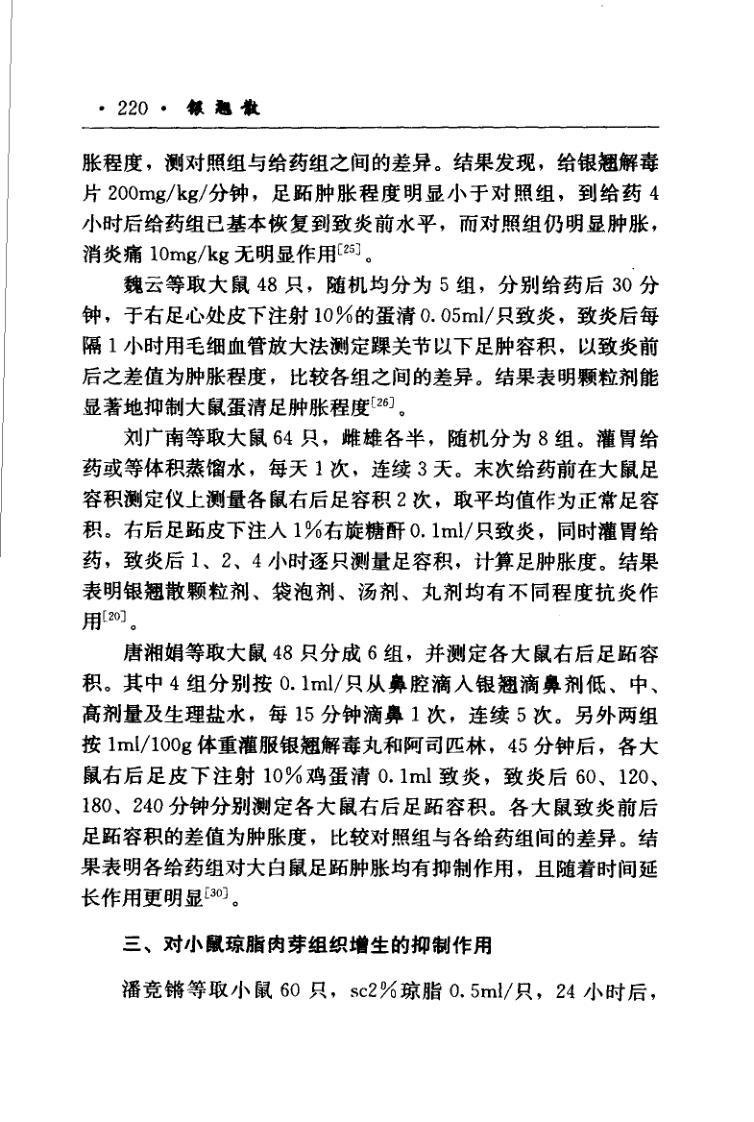 · 220 · 银翘散
胀程度，测对照组与给药组之间的差异。结果发现，给银翘解毒
片 200mg/kg/分钟，足跖肿胀程度明显小于对照组，到给药 4
小时后给药组已基本恢复到致炎前水平，而对照组仍明显肿胀，
消炎痛 10mg/kg 无明显作用[25]。
魏云等取大鼠 48 只，随机均分为 5 组，分别给药后 30 分
钟，于右足心处皮下注射 10%的蛋清 0.05ml/只致炎，致炎后每
隔 1 小时用毛细血管放大法测定踝关节以下足肿容积，以致炎前
后之差值为肿胀程度，比较各组之间的差异。结果表明颗粒剂能
显著地抑制大鼠蛋清足肿胀程度[26]。
刘广南等取大鼠 64 只，雌雄各半，随机分为 8 组。灌胃给
药或等体积蒸馏水，每天 1 次，连续 3 天。末次给药前在大鼠足
容积测定仪上测量各鼠右后足容积 2 次，取平均值作为正常足容
积。右后足跖皮下注入 1%右旋糖酐 0.1ml/只致炎，同时灌胃给
药，致炎后 1、2、4 小时逐只测量足容积，计算足肿胀度。结果
表明银翘散颗粒剂、袋泡剂、汤剂、丸剂均有不同程度抗炎作
用[20]。
唐湘娟等取大鼠 48 只分成 6 组，并测定各大鼠右后足跖容
积。其中 4 组分别按 0.1ml/只从鼻腔滴入银翘滴鼻剂低、中、
高剂量及生理盐水，每 15 分钟滴鼻 1 次，连续 5 次。另外两组
按 1ml/100g 体重灌服银翘解毒丸和阿司匹林，45 分钟后，各大
鼠右后足皮下注射 10%鸡蛋清 0.1ml 致炎，致炎后 60、120、
180、240 分钟分别测定各大鼠右后足跖容积。各大鼠致炎前后
足跖容积的差值为肿胀度，比较对照组与各给药组间的差异。结
果表明各给药组对大白鼠足跖肿胀均有抑制作用，且随着时间延
长作用更明显[30]。
三、对小鼠琼脂肉芽组织增生的抑制作用
潘竞锵等取小鼠 60 只，sc2%琼脂 0.5ml/只，24 小时后，